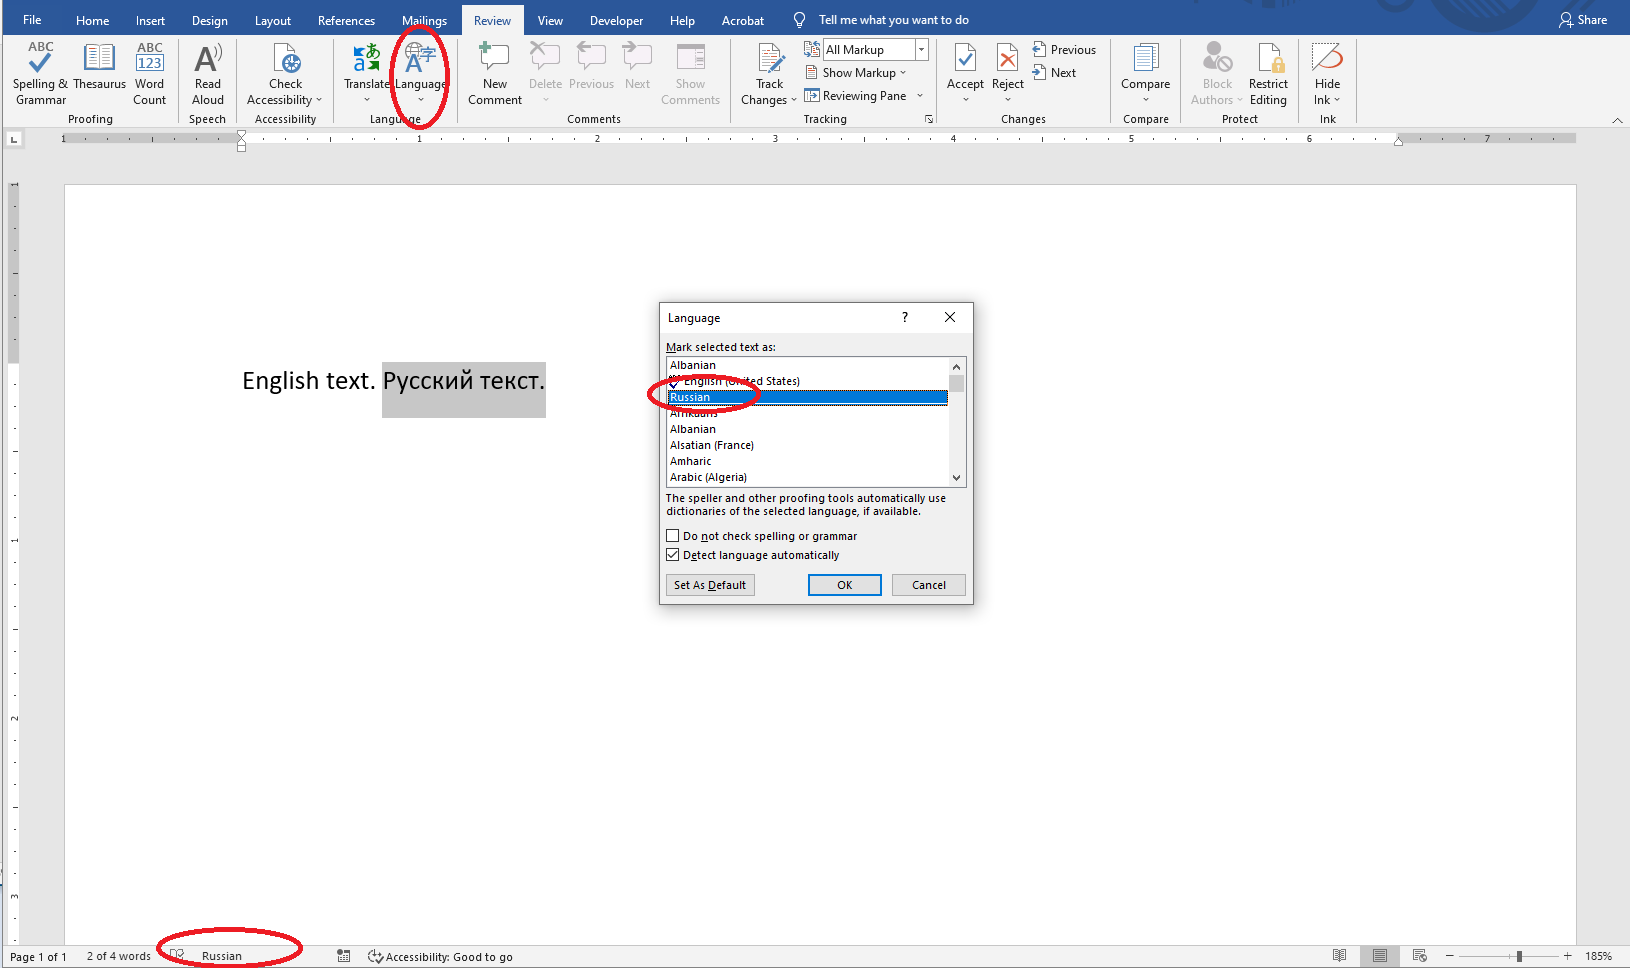 File Home Insert Design Layout References Mailings Review View Developer Help Acrobat Tell me what you want to do Share
ABC
Spelling & Grammar
Thesaurus
ABC
123
Word Count
Proofing
A
Read Aloud
Speech
Check Accessibility
Accessibility
あ
a
Translate
字
A
Language
Language
New Comment
Delete
Previous
Next
Show Comments
Comments
Track Changes
All Markup
Show Markup
Reviewing Pane
Tracking
Accept
Reject
Previous
Next
Changes
Compare
Compare
Block Authors
Restrict Editing
Protect
Hide Ink
Ink
L
1 1 2 3 4 5 6 7
1
English text. Русский текст.
Language ? 
Mark selected text as:
Albanian
English (United States)
Russian
Afrikaans
Albanian
Alsatian (France)
Amharic
Arabic (Algeria)
The speller and other proofing tools automatically use
dictionaries of the selected language, if available.
Do not check spelling or grammar
Detect language automatically
Set As Default OK Cancel
1
2
3
Page 1 of 1 2 of 4 words Russian Accessibility: Good to go 185%